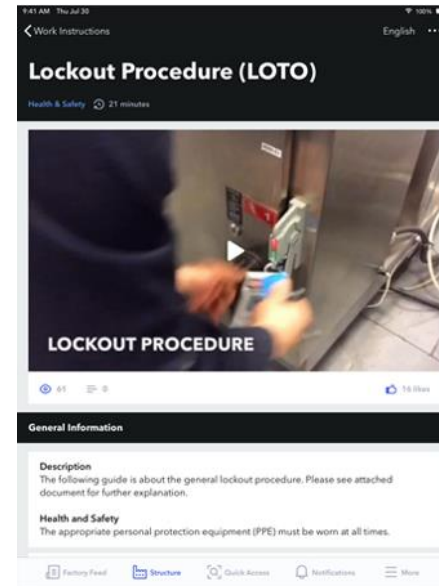 9:41 AM Thu Jul 30
100%
Work Instructions
English
Lockout Procedure (LOTO)
Health & Safety 21 minutes
LOCKOUT PROCEDURE
0
16 likes
General Information
Description
The following guide is about the general lockout procedure. Please see attached
document for further explanation.
Health and Safety
The appropriate personal protection equipment (PPE) must be worn at all times.
Factory Feed Structure Quick Access Notifications More